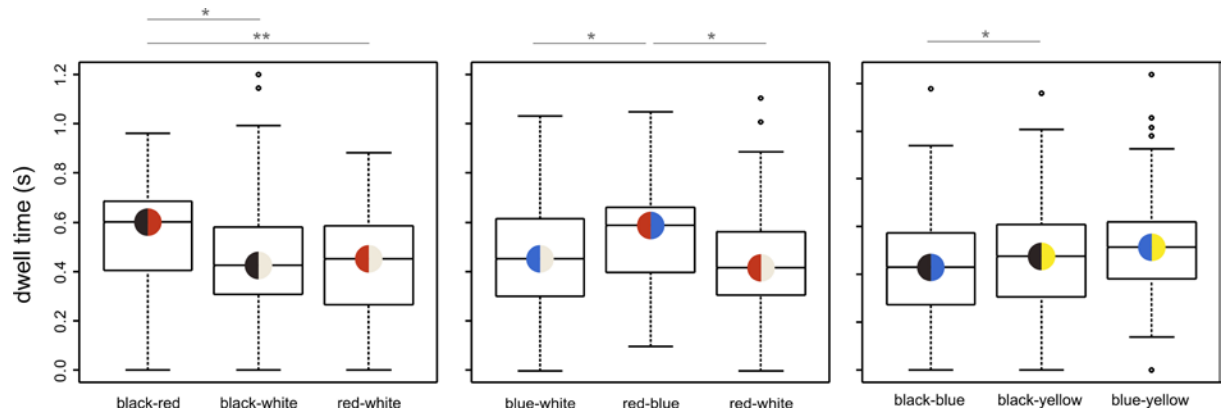 * * * *
**
1.2
1.0
0.8
0.6
0.4
0.2
0.0
dwell time (s)
black-red black-white red-white blue-white red-blue red-white black-blue black-yellow blue-yellow